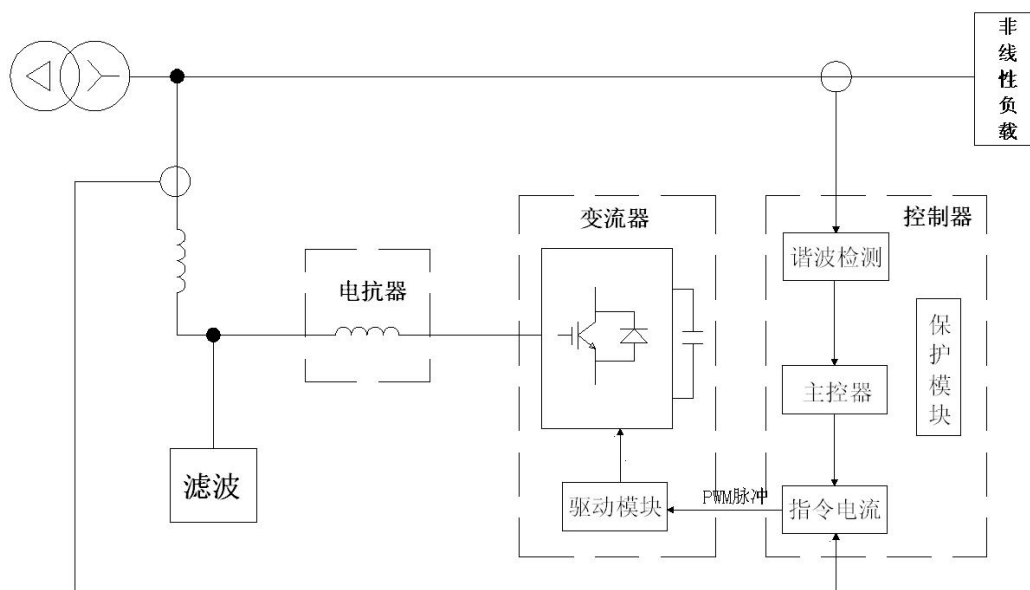 非线性负载
变流器
控制器
谐波检测
电抗器
保护模块
主控器
滤波
驱动模块
PWM脉冲
指令电流